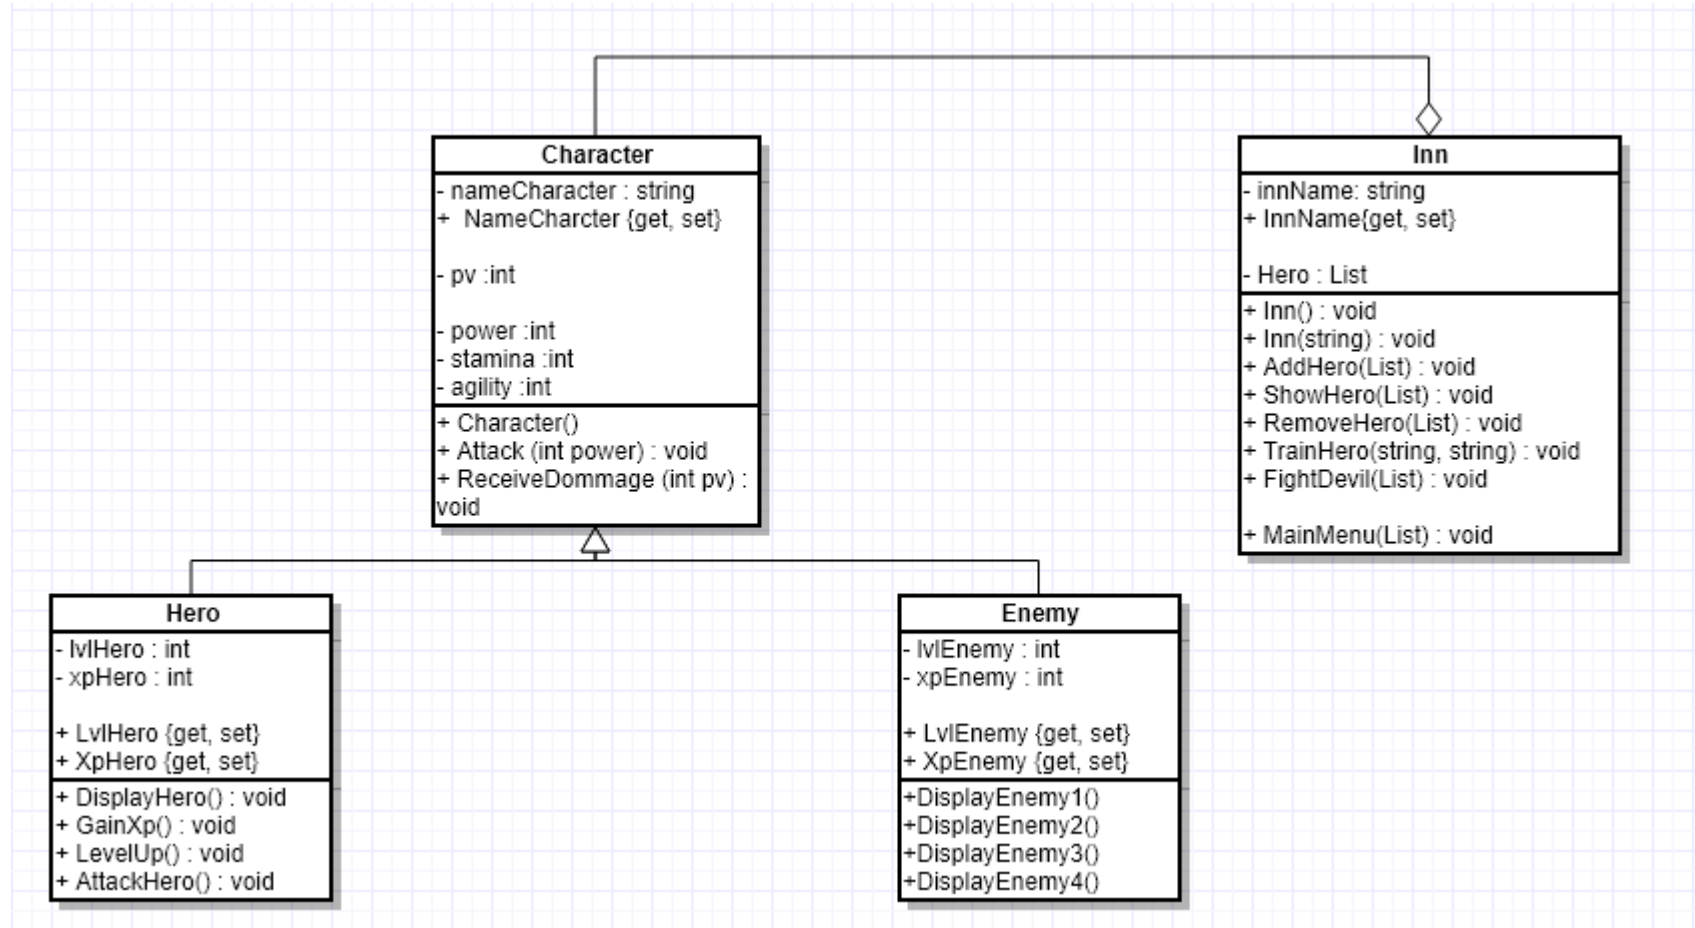 Character
- nameCharacter : string
+ NameCharcter {get, set}
- pv :int
- power :int
- stamina :int
- agility :int
+ Character()
+ Attack (int power) : void
+ ReceiveDommage (int pv) :
void
Inn
- innName: string
+ InnName{get, set}
- Hero : List
+ Inn() : void
+ Inn(string) : void
+ AddHero(List) : void
+ ShowHero(List) : void
+ RemoveHero(List) : void
+ TrainHero(string, string) : void
+ FightDevil(List) : void
+ MainMenu(List) : void
Hero
- lvlHero : int
- xpHero : int
+ LvlHero {get, set}
+ XpHero {get, set}
+ DisplayHero() : void
+ GainXp() : void
+ LevelUp() : void
+ AttackHero() : void
Enemy
- lvlEnemy : int
- xpEnemy : int
+ LvlEnemy {get, set}
+ XpEnemy {get, set}
+DisplayEnemy1()
+DisplayEnemy2()
+DisplayEnemy3()
+DisplayEnemy4()